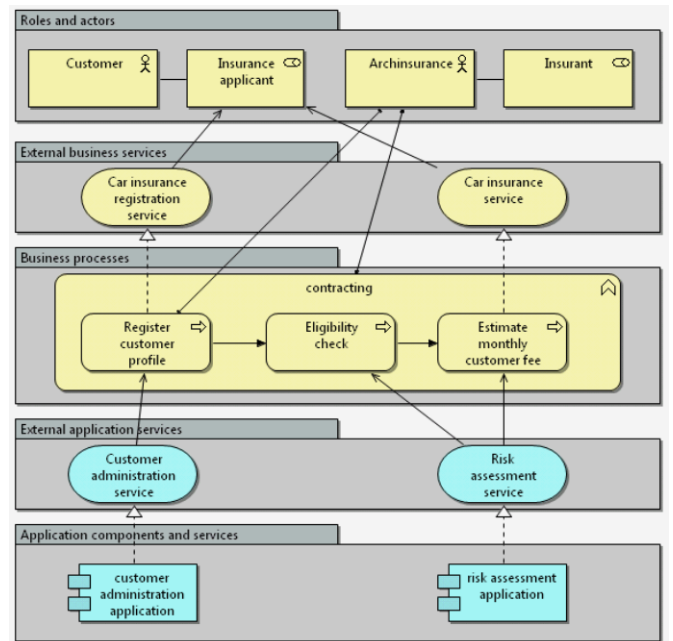 Roles and actors
Customer
Insurance
applicant
Archinsurance
Insurant
External business services
Car insurance
registration
service
Car insurance
service
Business processes
contracting
Register
customer
profile
Eligibility
check
Estimate
monthly
customer fee
External application services
Customer
administration
service
Risk
assessment
service
Application components and services
customer
administration
application
risk assessment
application